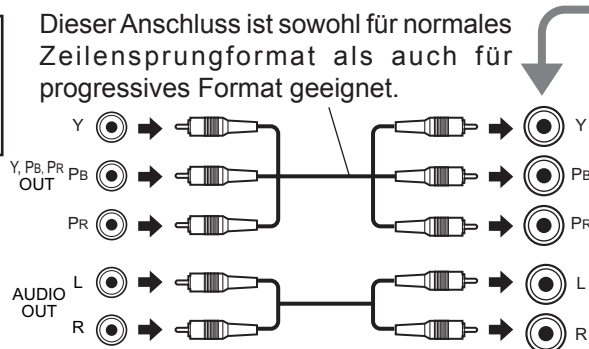 Dieser Anschluss ist sowohl für normales
Zeilensprungformat als auch für
progressives Format geeignet.
Y Y
Y, PB, PR OUT PB PB
PR PR
AUDIO OUT L L
R R